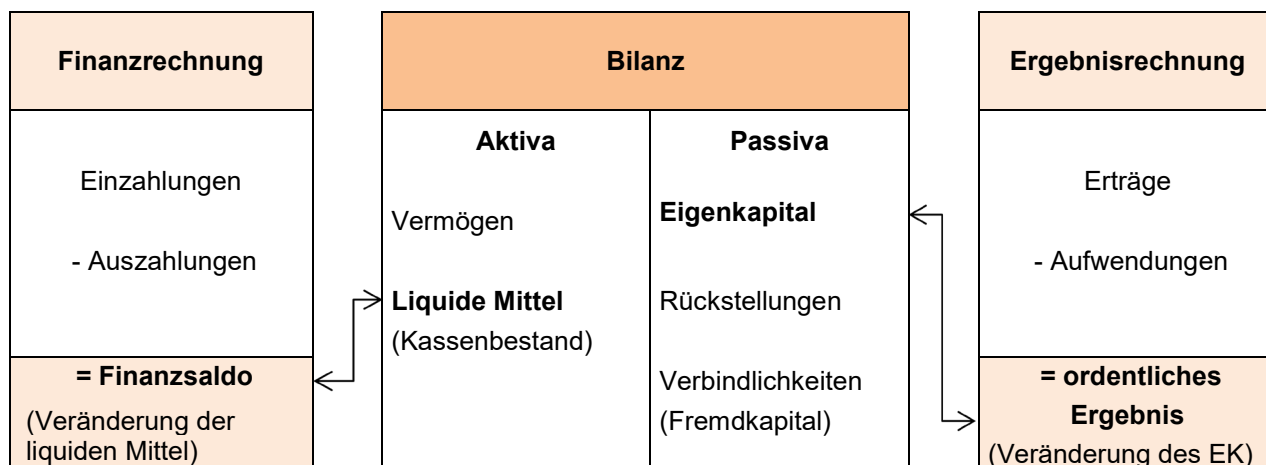 Finanzrechnung
Einzahlungen
- Auszahlungen
= Finanzsaldo
(Veränderung der
liquiden Mittel)
Bilanz
Aktiva
Vermögen
Liquide Mittel
(Kassenbestand)
Passiva
Eigenkapital
Rückstellungen
Verbindlichkeiten
(Fremdkapital)
Ergebnisrechnung
Erträge
- Aufwendungen
= ordentliches
Ergebnis
(Veränderung des EK)